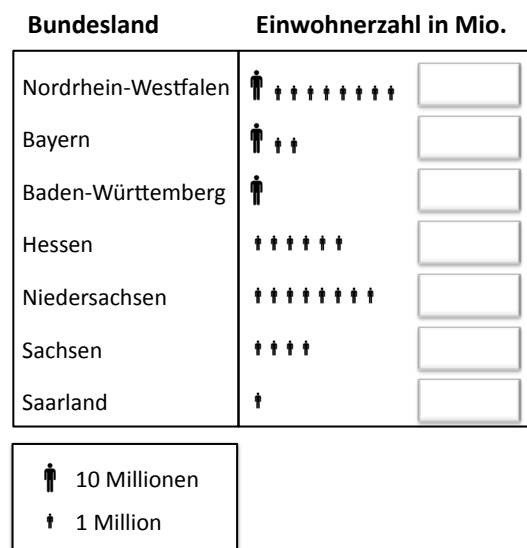 Bundesland Einwohnerzahl in Mio.
Nordrhein-Westfalen
Bayern
Baden-Württemberg
Hessen
Niedersachsen
Sachsen
Saarland
10 Millionen
1 Million